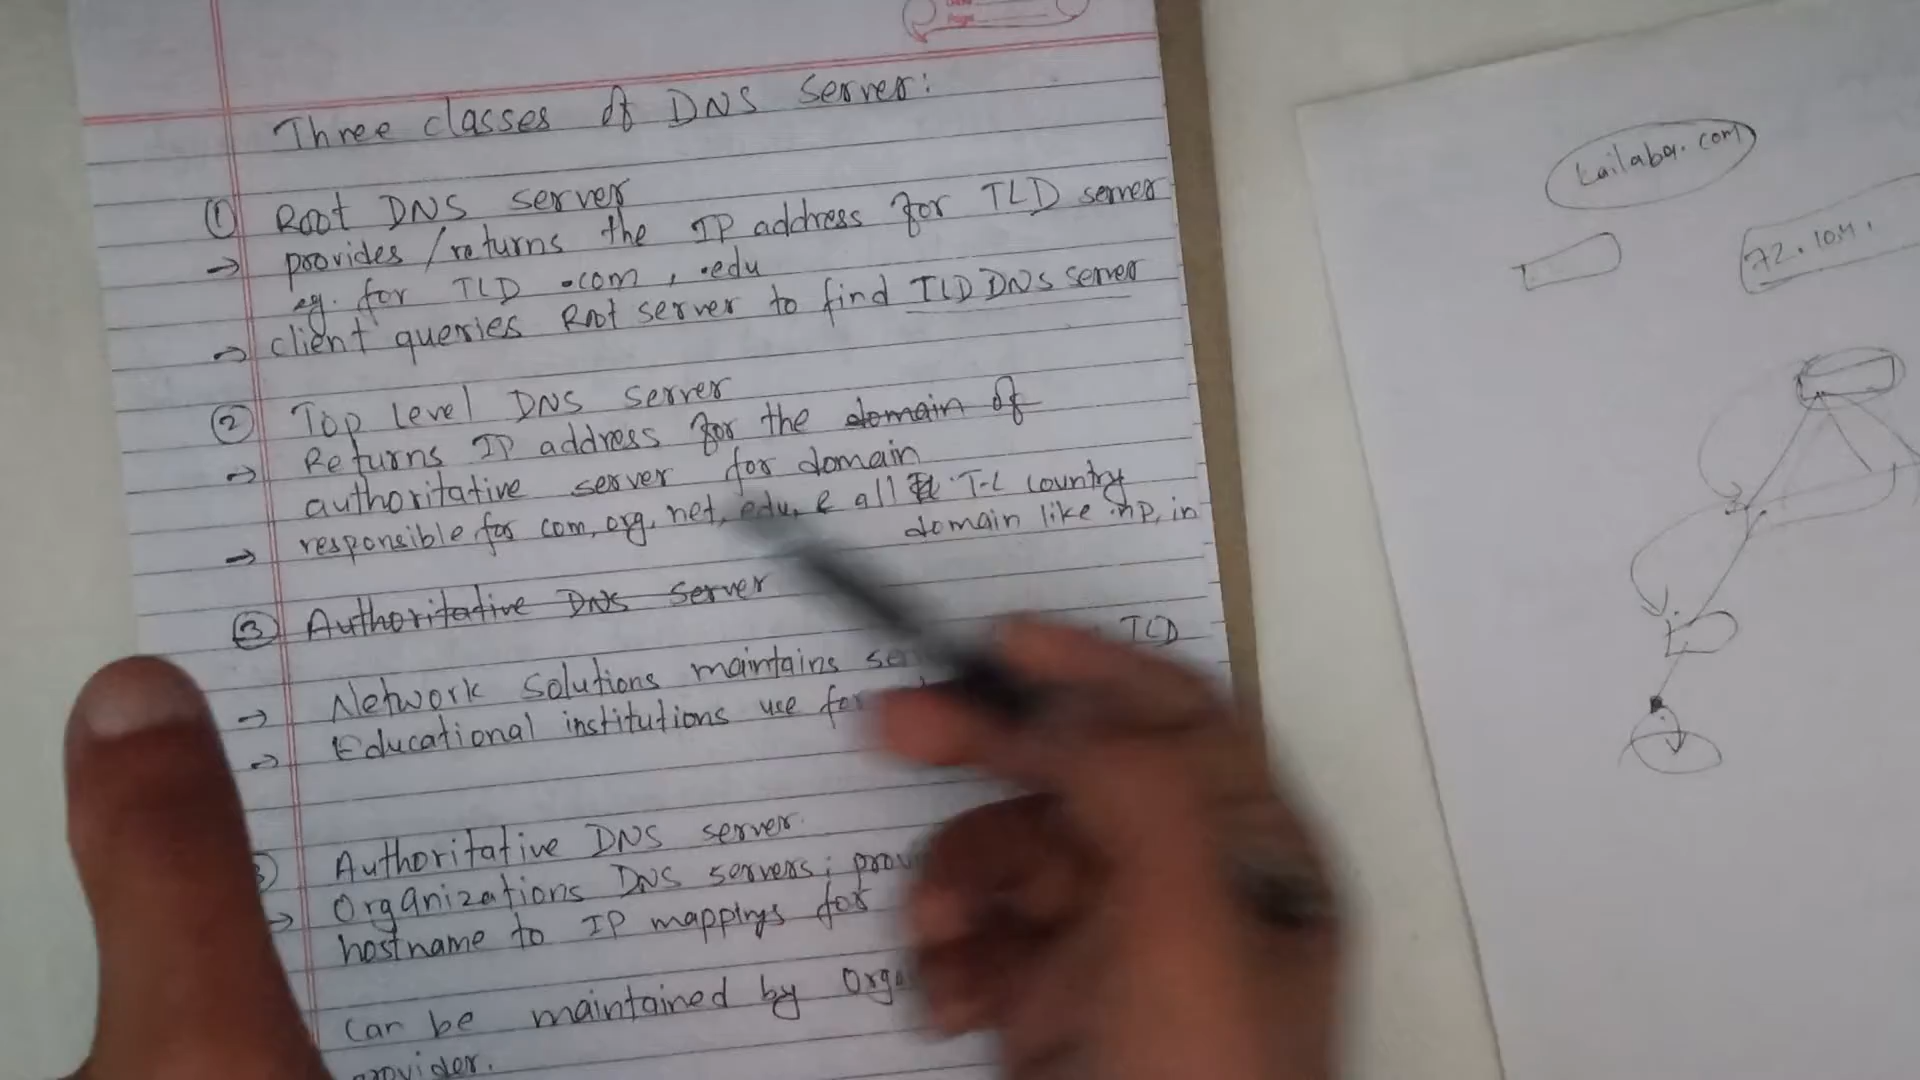 Page
Three classes of DNS server:
① Root DNS server
→ provides/returns the IP address for TLD server
eg. for TLD .com, .edu
→ client queries Root server to find TLD DNS server
② Top level DNS server
→ Returns IP address for the domain of
authoritative server for domain
→ responsible for com, org, net, edu, & all T-L country
domain like .np, in
③ Authoritative DNS server
→ Network solutions maintains TLD
→ Educational institutions use for
Authoritative DNS server.
→ Organizations DNS servers;
hostname to IP mappings for
can be maintained by
provider.
kailaba.com
72.104.